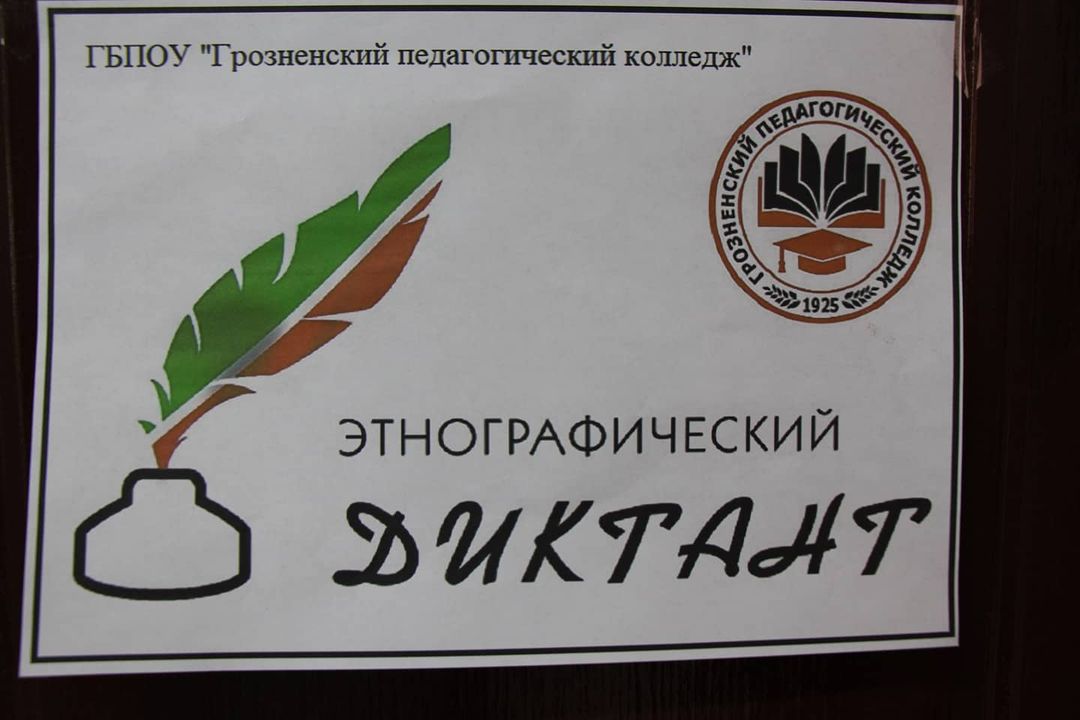 ГБПОУ "Грозненский педагогический колледж"
ГРОЗНЕНСКИЙ ПЕДАГОГИЧЕСКИЙ КОЛЛЕДЖ
1925
ЭТНОГРАФИЧЕСКИЙ
ДИКТАНТ